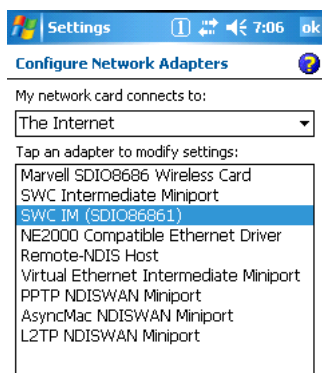 Settings 1 7:06 ok
Configure Network Adapters ?
My network card connects to:
The Internet
Tap an adapter to modify settings:
Marvell SDIO8686 Wireless Card
SWC Intermediate Miniport
SWC IM (SDIO86861)
NE2000 Compatible Ethernet Driver
Remote-NDIS Host
Virtual Ethernet Intermediate Miniport
PPTP NDISWAN Miniport
AsyncMac NDISWAN Miniport
L2TP NDISWAN Miniport